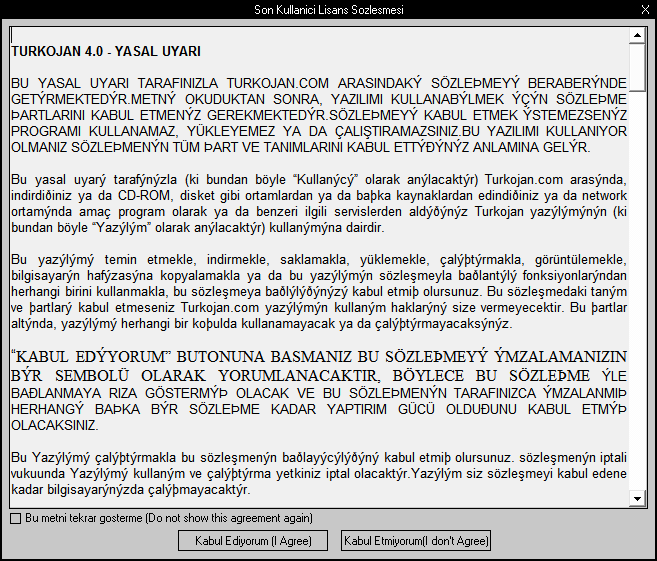 Son Kullanici Lisans Sozlesmesi
TURKOJAN 4.0 - YASAL UYARI
BU YASAL UYARI TARAFINIZLA TURKOJAN.COM ARASINDAKÝ SÖZLEÞMEYÝ BERABERÝNDE
GETÝRMEKTEDÝR.METNÝ OKUDUKTAN SONRA, YAZILIMI KULLANABÝLMEK ÝÇÝN SÖZLEÞME
ÞARTLARINI KABUL ETMENÝZ GEREKMEKTEDÝR.SÖZLEÞMEYÝ KABUL ETMEK ÝSTEMEZSENÝZ
PROGRAMI KULLANAMAZ, YÜKLEYEMEZ YA DA ÇALIÞTIRAMAZSINIZ.BU YAZILIMI KULLANIYOR
OLMANIZ SÖZLEÞMENÝN TÜM ÞART VE TANIMLARINI KABUL ETTÝÐÝNÝZ ANLAMINA GELÝR.
Bu yasal uyarý tarafýnýzla (ki bundan böyle “Kullanýcý” olarak anýlacaktýr) Turkojan.com arasýnda,
indirdiðiniz ya da CD-ROM, disket gibi ortamlardan ya da baþka kaynaklardan edindiðiniz ya da network
ortamýnda amaç program olarak ya da benzeri ilgili servislerden aldýðýnýz Turkojan yazýlýmýnýn (ki
bundan böyle “Yazýlým” olarak anýlacaktýr) kullanýmýna dairdir.
Bu yazýlýmý temin etmekle, indirmekle, saklamakla, yüklemekle, çalýþtýrmakla, görüntülemekle,
bilgisayarýn hafýzasýna kopyalamakla ya da bu yazýlýmýn sözleşmeyla baðlantýlý fonksiyonlarýndan
herhangi birini kullanmakla, bu sözleşmeya baðlýlýðýnýzý kabul etmiþ olursunuz. Bu sözleşmedaki taným
ve þartlarý kabul etmeseniz Turkojan.com yazýlýmýn kullaným haklarýný size vermeyecektir. Bu þartlar
altýnda, yazýlýmý herhangi bir koþulda kullanamayacak ya da çalýþtýrmayacaksýnýz.
“KABUL EDÝYORUM” BUTONUNA BASMANIZ BU SÖZLEÞMEYÝ ÝMZALAMANIZIN
BÝR SEMBOLÜ OLARAK YORUMLANACAKTIR, BÖYLECE BU SÖZLEÞME ÝLE
BAÐLANMAYA RIZA GÖSTERMÝÞ OLACAK VE BU SÖZLEÞMENÝN TARAFINIZCA ÝMZALANMIÞ
HERHANGÝ BAÞKA BÝR SÖZLEÞME KADAR YAPTIRIM GÜCÜ OLDUÐUNU KABUL ETMÝÞ
OLACAKSINIZ.
Bu Yazýlýmý çalýþtýrmakla bu sözleşmenýn baðlayýcýlýðýný kabul etmiþ olursunuz. sözleşmenýn iptali
vukuunda Yazýlýmý kullaným ve çalýþtýrma yetkiniz iptal olacaktýr.Yazýlým siz sözleşmeyi kabul edene
kadar bilgisayarýnýzda çalýþmayacaktýr.
Bu metni tekrar gosterme (Do not show this agreement again)
Kabul Ediyorum (I Agree)
Kabul Etmiyorum(I don't Agree)